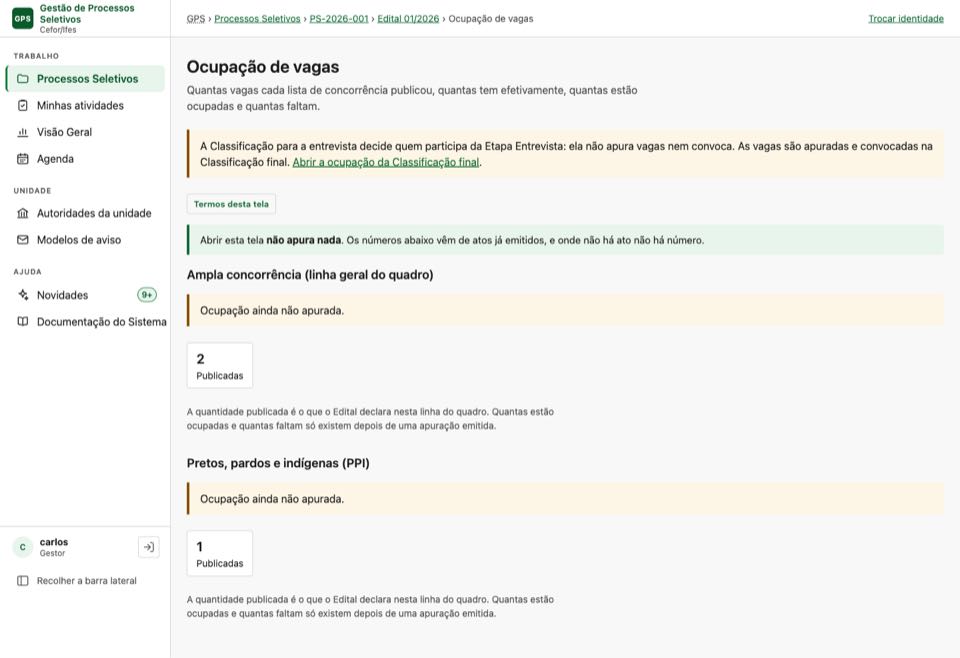 GPS
Gestão de Processos
Seletivos
Cefor/Ifes
GPS › Processos Seletivos › PS-2026-001 › Edital 01/2026 › Ocupação de vagas
Trocar identidade
TRABALHO
Processos Seletivos
Minhas atividades
Visão Geral
Agenda
UNIDADE
Autoridades da unidade
Modelos de aviso
AJUDA
Novidades
9+
Documentação do Sistema
Ocupação de vagas
Quantas vagas cada lista de concorrência publicou, quantas tem efetivamente, quantas estão
ocupadas e quantas faltam.
A Classificação para a entrevista decide quem participa da Etapa Entrevista: ela não apura vagas nem convoca. As vagas são apuradas e convocadas na
Classificação final. Abrir a ocupação da Classificação final.
Termos desta tela
Abrir esta tela não apura nada. Os números abaixo vêm de atos já emitidos, e onde não há ato não há número.
Ampla concorrência (linha geral do quadro)
Ocupação ainda não apurada.
2
Publicadas
A quantidade publicada é o que o Edital declara nesta linha do quadro. Quantas estão
ocupadas e quantas faltam só existem depois de uma apuração emitida.
Pretos, pardos e indígenas (PPI)
Ocupação ainda não apurada.
1
Publicadas
A quantidade publicada é o que o Edital declara nesta linha do quadro. Quantas estão
ocupadas e quantas faltam só existem depois de uma apuração emitida.
C
carlos
Gestor
Recolher a barra lateral